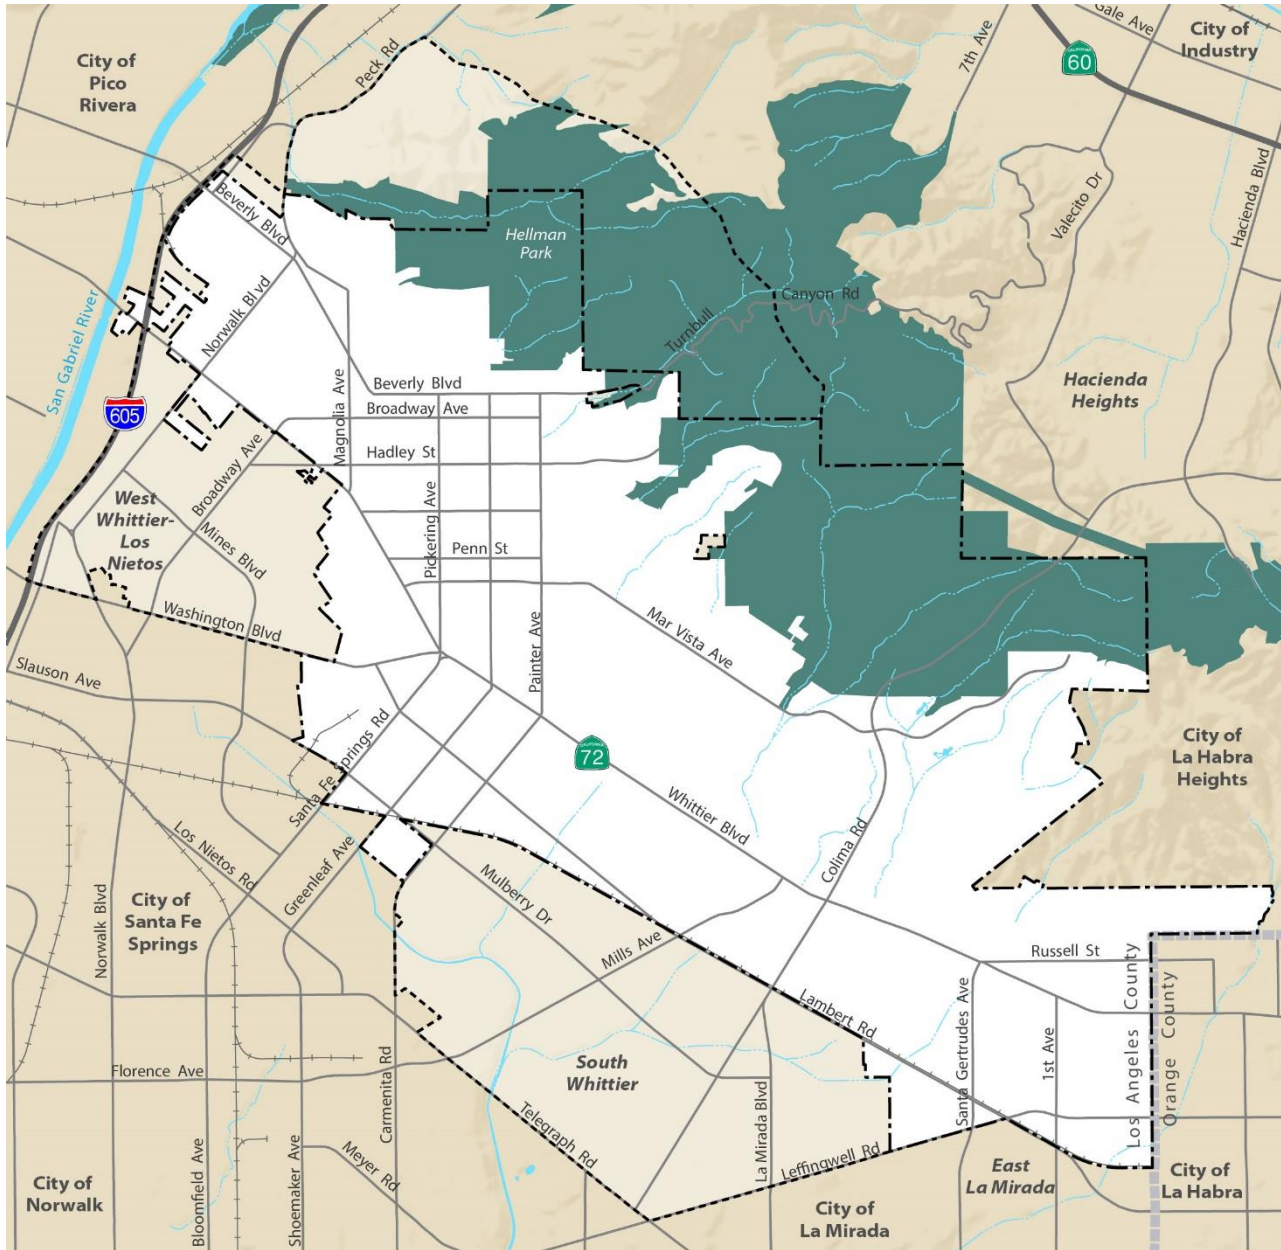 City of
Pico
Rivera
Peck Rd
7th Ave
CALIFORNIA
60
Gale Ave
City of
Industry
Beverly Blvd
Hellman
Park
Valecito Dr
Hacienda Blvd
San Gabriel River
Norwalk Blvd
Canyon Rd
Turnbull
605
Magnolia Ave
Beverly Blvd
Broadway Ave
Hacienda
Heights
Hadley St
Broadway Ave
West
Whittier-
Los
Nietos
Mines Blvd
Pickering Ave
Penn St
Washington Blvd
Mar Vista Ave
Painter Ave
Slauson Ave
Santa Fe Springs Rd
CALIFORNIA
72
City of
La Habra
Heights
Whittier Blvd
Colima Rd
Los Nietos Rd
Greenleaf Ave
Mulberry Dr
City of
Santa Fe
Springs
Norwalk Blvd
Mills Ave
Russell St
Los Angeles County
Orange County
Lambert Rd
Santa Gertrudes Ave
1st Ave
South
Whittier
Florence Ave
Carmenita Rd
Telegraph Rd
La Mirada Blvd
Leffingwell Rd
Bloomfield Ave
Shoemaker Ave
Meyer Rd
City of
Norwalk
East
La Mirada
City of
La Habra
City of
La Mirada